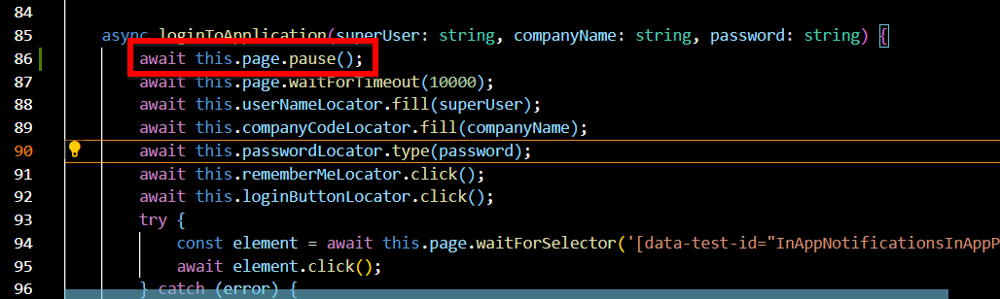 84
85 async loginToApplication(superUser: string, companyName: string, password: string) {
86 await this.page.pause();
87 await this.page.waitForTimeout(10000);
88 await this.userNameLocator.fill(superUser);
89 await this.companyCodeLocator.fill(companyName);
90 await this.passwordLocator.type(password);
91 await this.rememberMeLocator.click();
92 await this.loginButtonLocator.click();
93 try {
94 const element = await this.page.waitForSelector('[data-test-id="InAppNotificationsInAppP
95 await element.click();
96 } catch (error) {